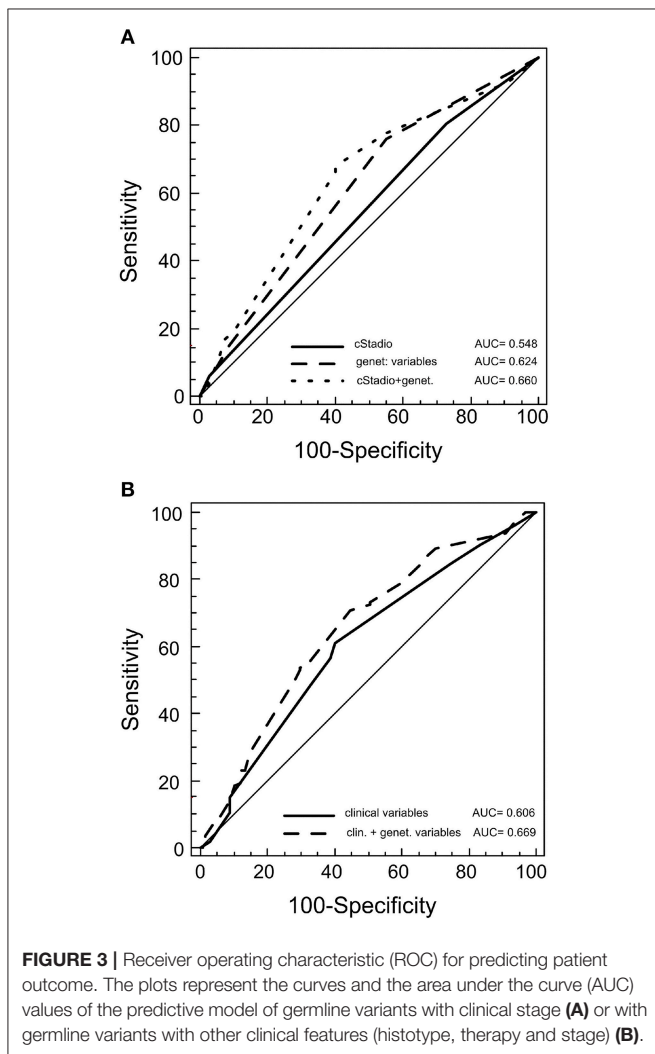 A
100
80
60
40
20
0
Sensitivity
cStadio AUC= 0.548
genet: variables AUC= 0.624
cStadio+genet. AUC= 0.660
0 20 40 60 80 100
100-Specificity
B
100
80
60
40
20
0
Sensitivity
clinical variables AUC= 0.606
clin. + genet. variables AUC= 0.669
0 20 40 60 80 100
100-Specificity
FIGURE 3 | Receiver operating characteristic (ROC) for predicting patient
outcome. The plots represent the curves and the area under the curve (AUC)
values of the predictive model of germline variants with clinical stage (A) or with
germline variants with other clinical features (histotype, therapy and stage) (B).